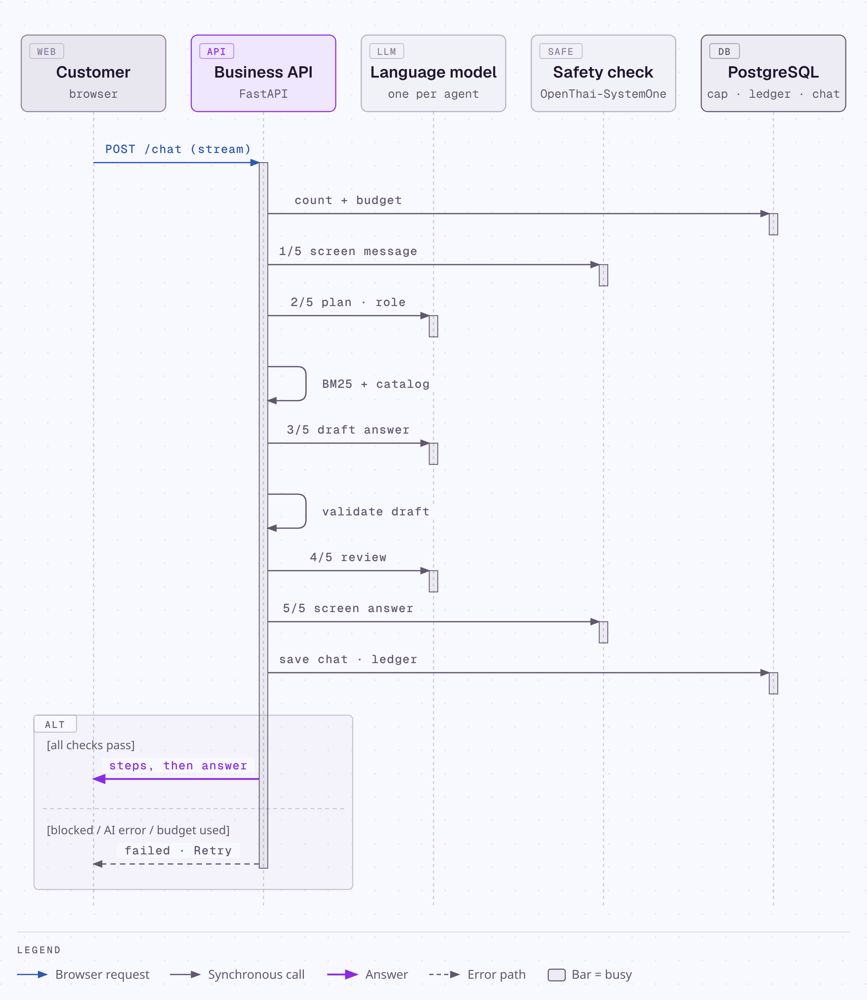 WEB
Customer
browser
API
Business API
FastAPI
LLM
Language model
one per agent
SAFE
Safety check
OpenThai-SystemOne
DB
PostgreSQL
cap · ledger · chat
POST /chat (stream)
count + budget
1/5 screen message
2/5 plan · role
BM25 + catalog
3/5 draft answer
validate draft
4/5 review
5/5 screen answer
save chat · ledger
ALT
[all checks pass]
steps, then answer
[blocked / AI error / budget used]
failed · Retry
LEGEND
Browser request
Synchronous call
Answer
Error path
Bar = busy